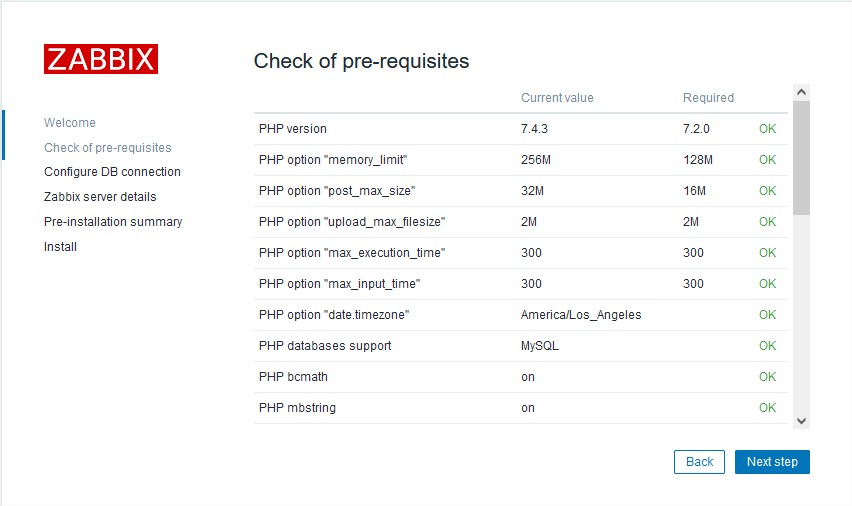 ZABBIX
Welcome
Check of pre-requisites
Configure DB connection
Zabbix server details
Pre-installation summary
Install
Check of pre-requisites
Current value Required
PHP version 7.4.3 7.2.0 OK
PHP option "memory_limit" 256M 128M OK
PHP option "post_max_size" 32M 16M OK
PHP option "upload_max_filesize" 2M 2M OK
PHP option "max_execution_time" 300 300 OK
PHP option "max_input_time" 300 300 OK
PHP option "date.timezone" America/Los_Angeles OK
PHP databases support MySQL OK
PHP bcmath on OK
PHP mbstring on OK
Back Next step